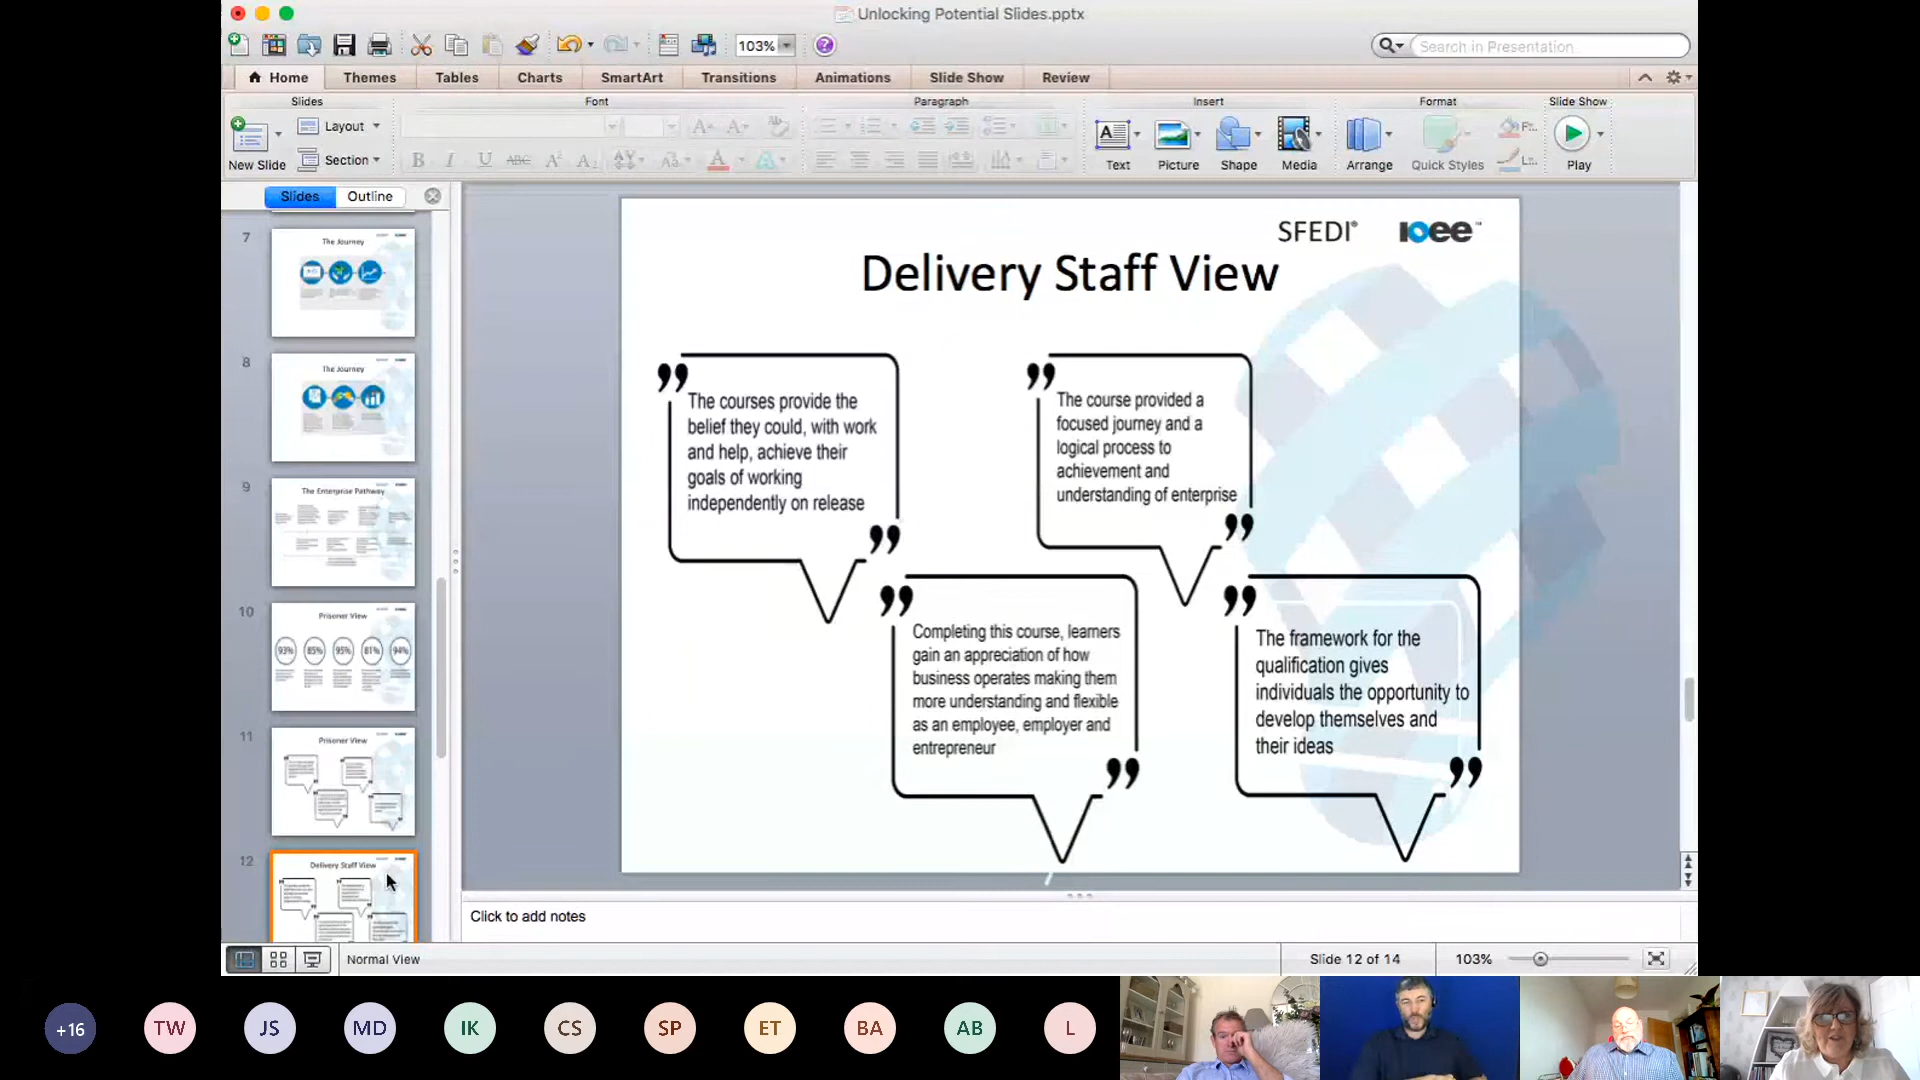 Unlocking Potential Slides.pptx
103%
Search in Presentation
Home
Themes
Tables
Charts
SmartArt
Transitions
Animations
Slide Show
Review
Slides
Font
Paragraph
Insert
Format
Slide Show
New Slide
Layout
Section
B I U ABC
Text
Picture
Shape
Media
Arrange
Quick Styles
Play
Slides
Outline
7
The Journey
8
The Journey
9
The Enterprise Pathway
10
Prisoner View
93% 85% 95% 81% 94%
11
Prisoner View
12
Delivery Staff View
SFEDI®
ioee™
Delivery Staff View
The courses provide the
belief they could, with work
and help, achieve their
goals of working
independently on release
The course provided a
focused journey and a
logical process to
achievement and
understanding of enterprise
Completing this course, learners
gain an appreciation of how
business operates making them
more understanding and flexible
as an employee, employer and
entrepreneur
The framework for the
qualification gives
individuals the opportunity to
develop themselves and
their ideas
Click to add notes
Normal View
Slide 12 of 14
103%
+16
TW
JS
MD
IK
CS
SP
ET
BA
AB
L